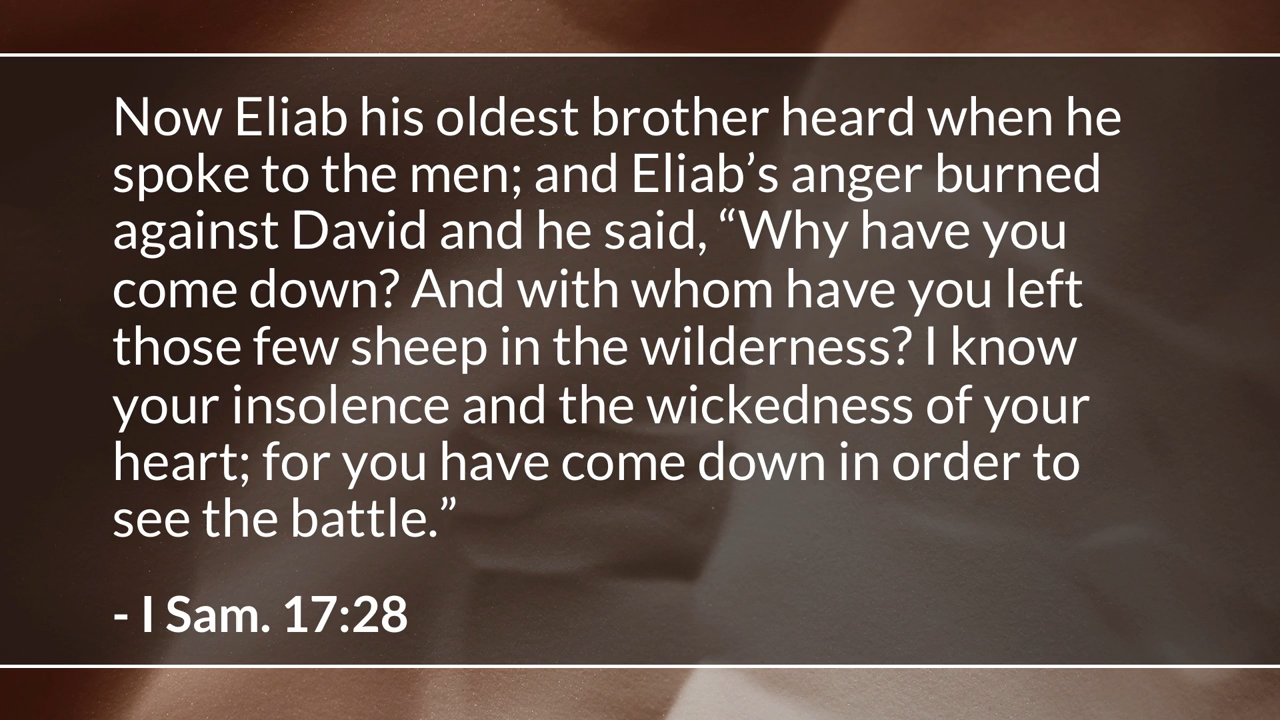 Now Eliab his oldest brother heard when he
spoke to the men; and Eliab’s anger burned
against David and he said, “Why have you
come down? And with whom have you left
those few sheep in the wilderness? I know
your insolence and the wickedness of your
heart; for you have come down in order to
see the battle.”
- I Sam. 17:28